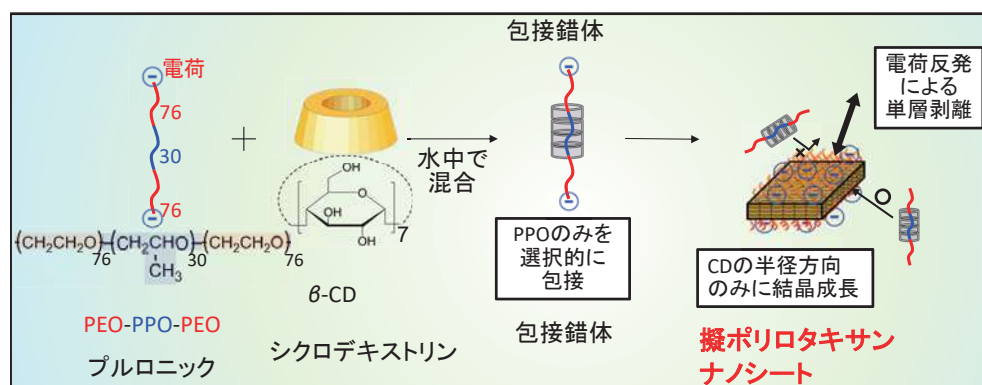 包接錯体
⊖電荷
76
30
76
⊖
+
水中で
混合
(CH₂CH₂O)₇₆(CH₂CHO)₃₀(CH₂CH₂O)₇₆
CH₃
PEO-PPO-PEO
プルロニック
OH
O
OH
OH
O
7
β-CD
シクロデキストリン
⊖
⊖
PPOのみを
選択的に
包接
包接錯体
電荷反発
による
単層剥離
×
○
CDの半径方向
のみに結晶成長
擬ポリロタキサン
ナノシート